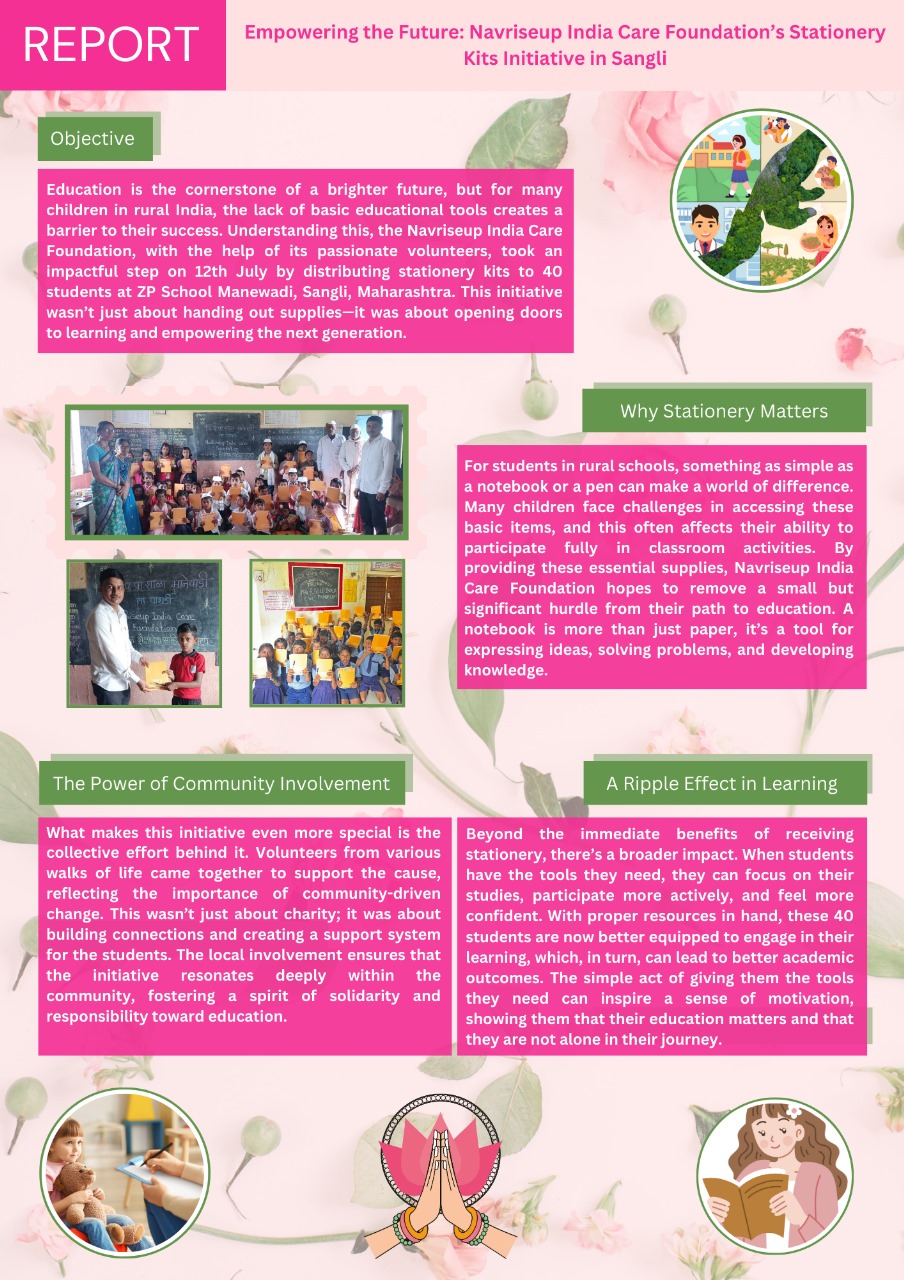 REPORT
Empowering the Future: Navriseup India Care Foundation's Stationery
Kits Initiative in Sangli
Objective
Education is the cornerstone of a brighter future, but for many
children in rural India, the lack of basic educational tools creates a
barrier to their success. Understanding this, the Navriseup India Care
Foundation, with the help of its passionate volunteers, took an
impactful step on 12th July by distributing stationery kits to 40
students at ZP School Manewadi, Sangli, Maharashtra. This initiative
wasn't just about handing out supplies—it was about opening doors
to learning and empowering the next generation.
Why Stationery Matters
For students in rural schools, something as simple as
a notebook or a pen can make a world of difference.
Many children face challenges in accessing these
basic items, and this often affects their ability to
participate fully in classroom activities. By
providing these essential supplies, Navriseup India
Care Foundation hopes to remove a small but
significant hurdle from their path to education. A
notebook is more than just paper, it's a tool for
expressing ideas, solving problems, and developing
knowledge.
India Care
Foundation
The Power of Community Involvement
What makes this initiative even more special is the
collective effort behind it. Volunteers from various
walks of life came together to support the cause,
reflecting the importance of community-driven
change. This wasn't just about charity; it was about
building connections and creating a support system
for the students. The local involvement ensures that
the initiative resonates deeply within the
community, fostering a spirit of solidarity and
responsibility toward education.
A Ripple Effect in Learning
Beyond the immediate benefits of receiving
stationery, there's a broader impact. When students
have the tools they need, they can focus on their
studies, participate more actively, and feel more
confident. With proper resources in hand, these 40
students are now better equipped to engage in their
learning, which, in turn, can lead to better academic
outcomes. The simple act of giving them the tools
they need can inspire a sense of motivation,
showing them that their education matters and that
they are not alone in their journey.